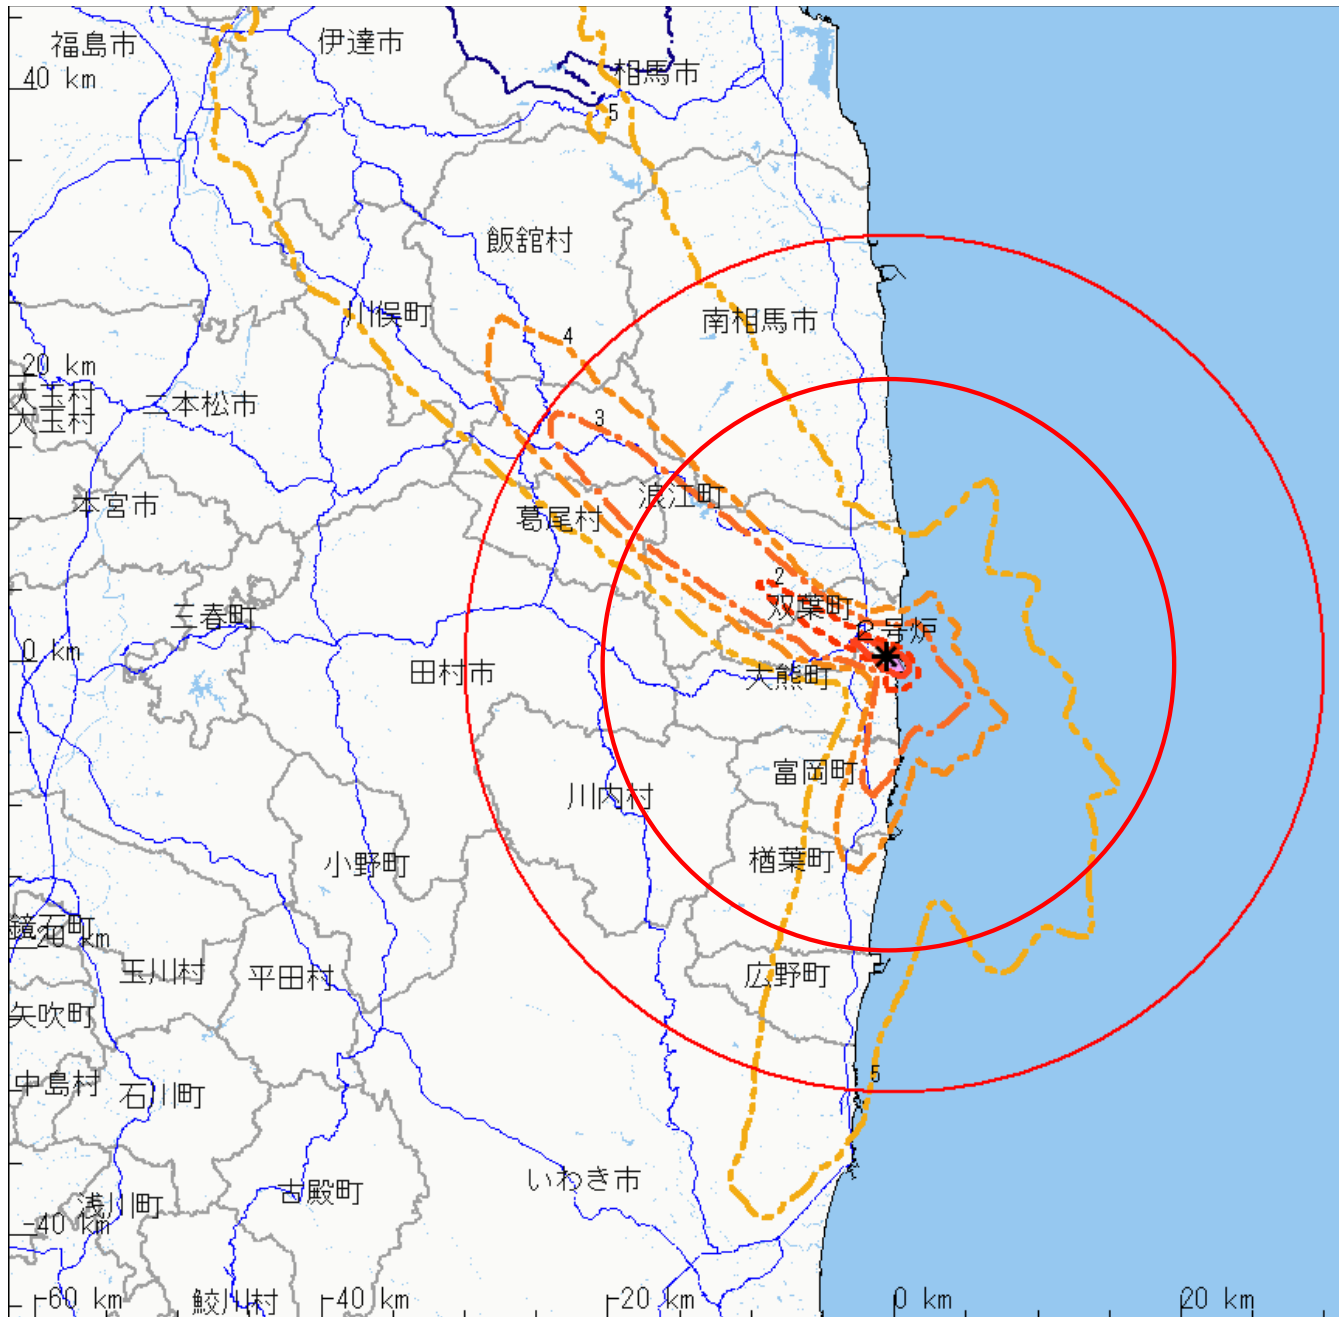 福島市
伊達市
相馬市
40 km
5
飯舘村
川俣町
南相馬市
4
20 km
大玉村
二本松市
大玉村
3
本宮市
浪江町
葛尾村
2
双葉町
三春町
2号炉
0 km
田村市
大熊町
富岡町
川内村
小野町
楢葉町
鏡石町
-20 km
玉川村
平田村
広野町
矢吹町
中島村
石川町
5
いわき市
古殿町
浅川町
-40 km
-60 km
鮫川村
-40 km
-20 km
0 km
20 km